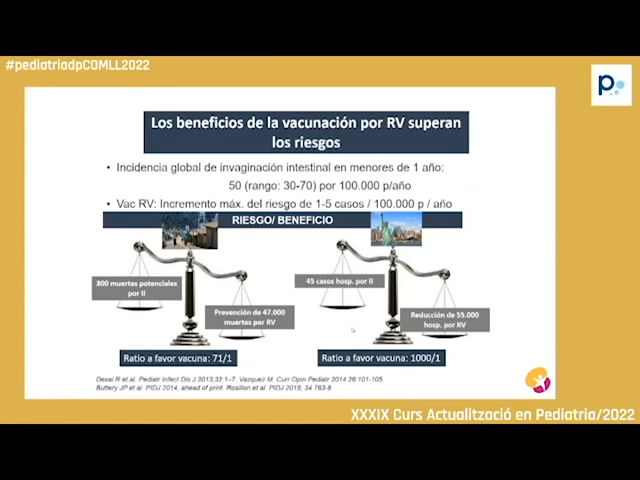 #pediatriadpCOMLL2022
p
Los beneficios de la vacunación por RV superan
los riesgos
• Incidencia global de invaginación intestinal en menores de 1 año:
50 (rango: 30-70) por 100.000 p/año
• Vac RV: Incremento máx. del riesgo de 1-5 casos / 100.000 p / año
RIESGO/ BENEFICIO
300 muertes potenciales
por II
Prevención de 47.000
muertes por RV
45 casos hosp. por II
Reducción de 55.000
hosp. por RV
Ratio a favor vacuna: 71/1
Ratio a favor vacuna: 1000/1
Desai R et al. Pediatr Infect Dis J 2013;32:1–7. Vasquez M. Curr Opin Pediatr 2014 26:101-105.
Buttery JP et al. PIDJ 2014, ahead of print. Rosillon et al. PIDJ 2015; 34:763-8
XXXIX Curs Actualització en Pediatria/2022